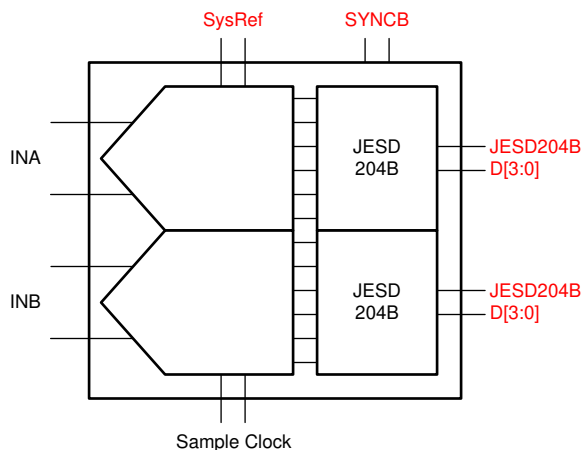 SysRef
SYNCB
INA
JESD
204B
JESD204B
D[3:0]
INB
JESD
204B
JESD204B
D[3:0]
Sample Clock